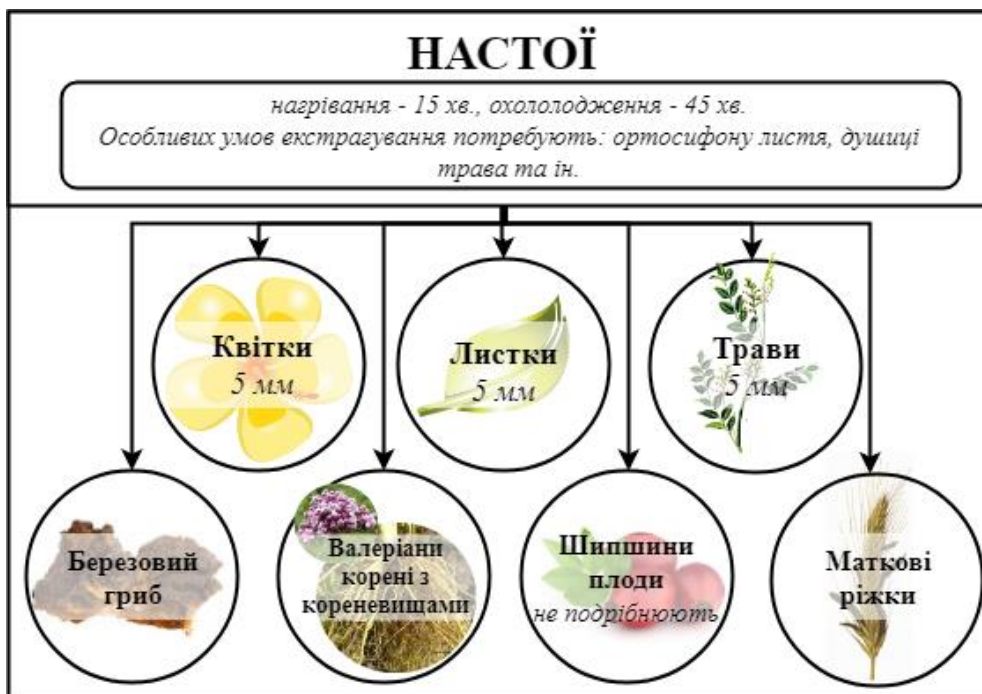 НАСТОЇ
нагрівання - 15 хв., охололодження - 45 хв.
Особливих умов екстрагування потребують: ортосифону листя, душиці
трава та ін.
Квітки
5 мм
Листки
5 мм
Трави
5 мм
Березовий
гриб
Валеріани
корені з
кореневищами
Шипшини
плоди
не подрібнюють
Маткові
ріжки